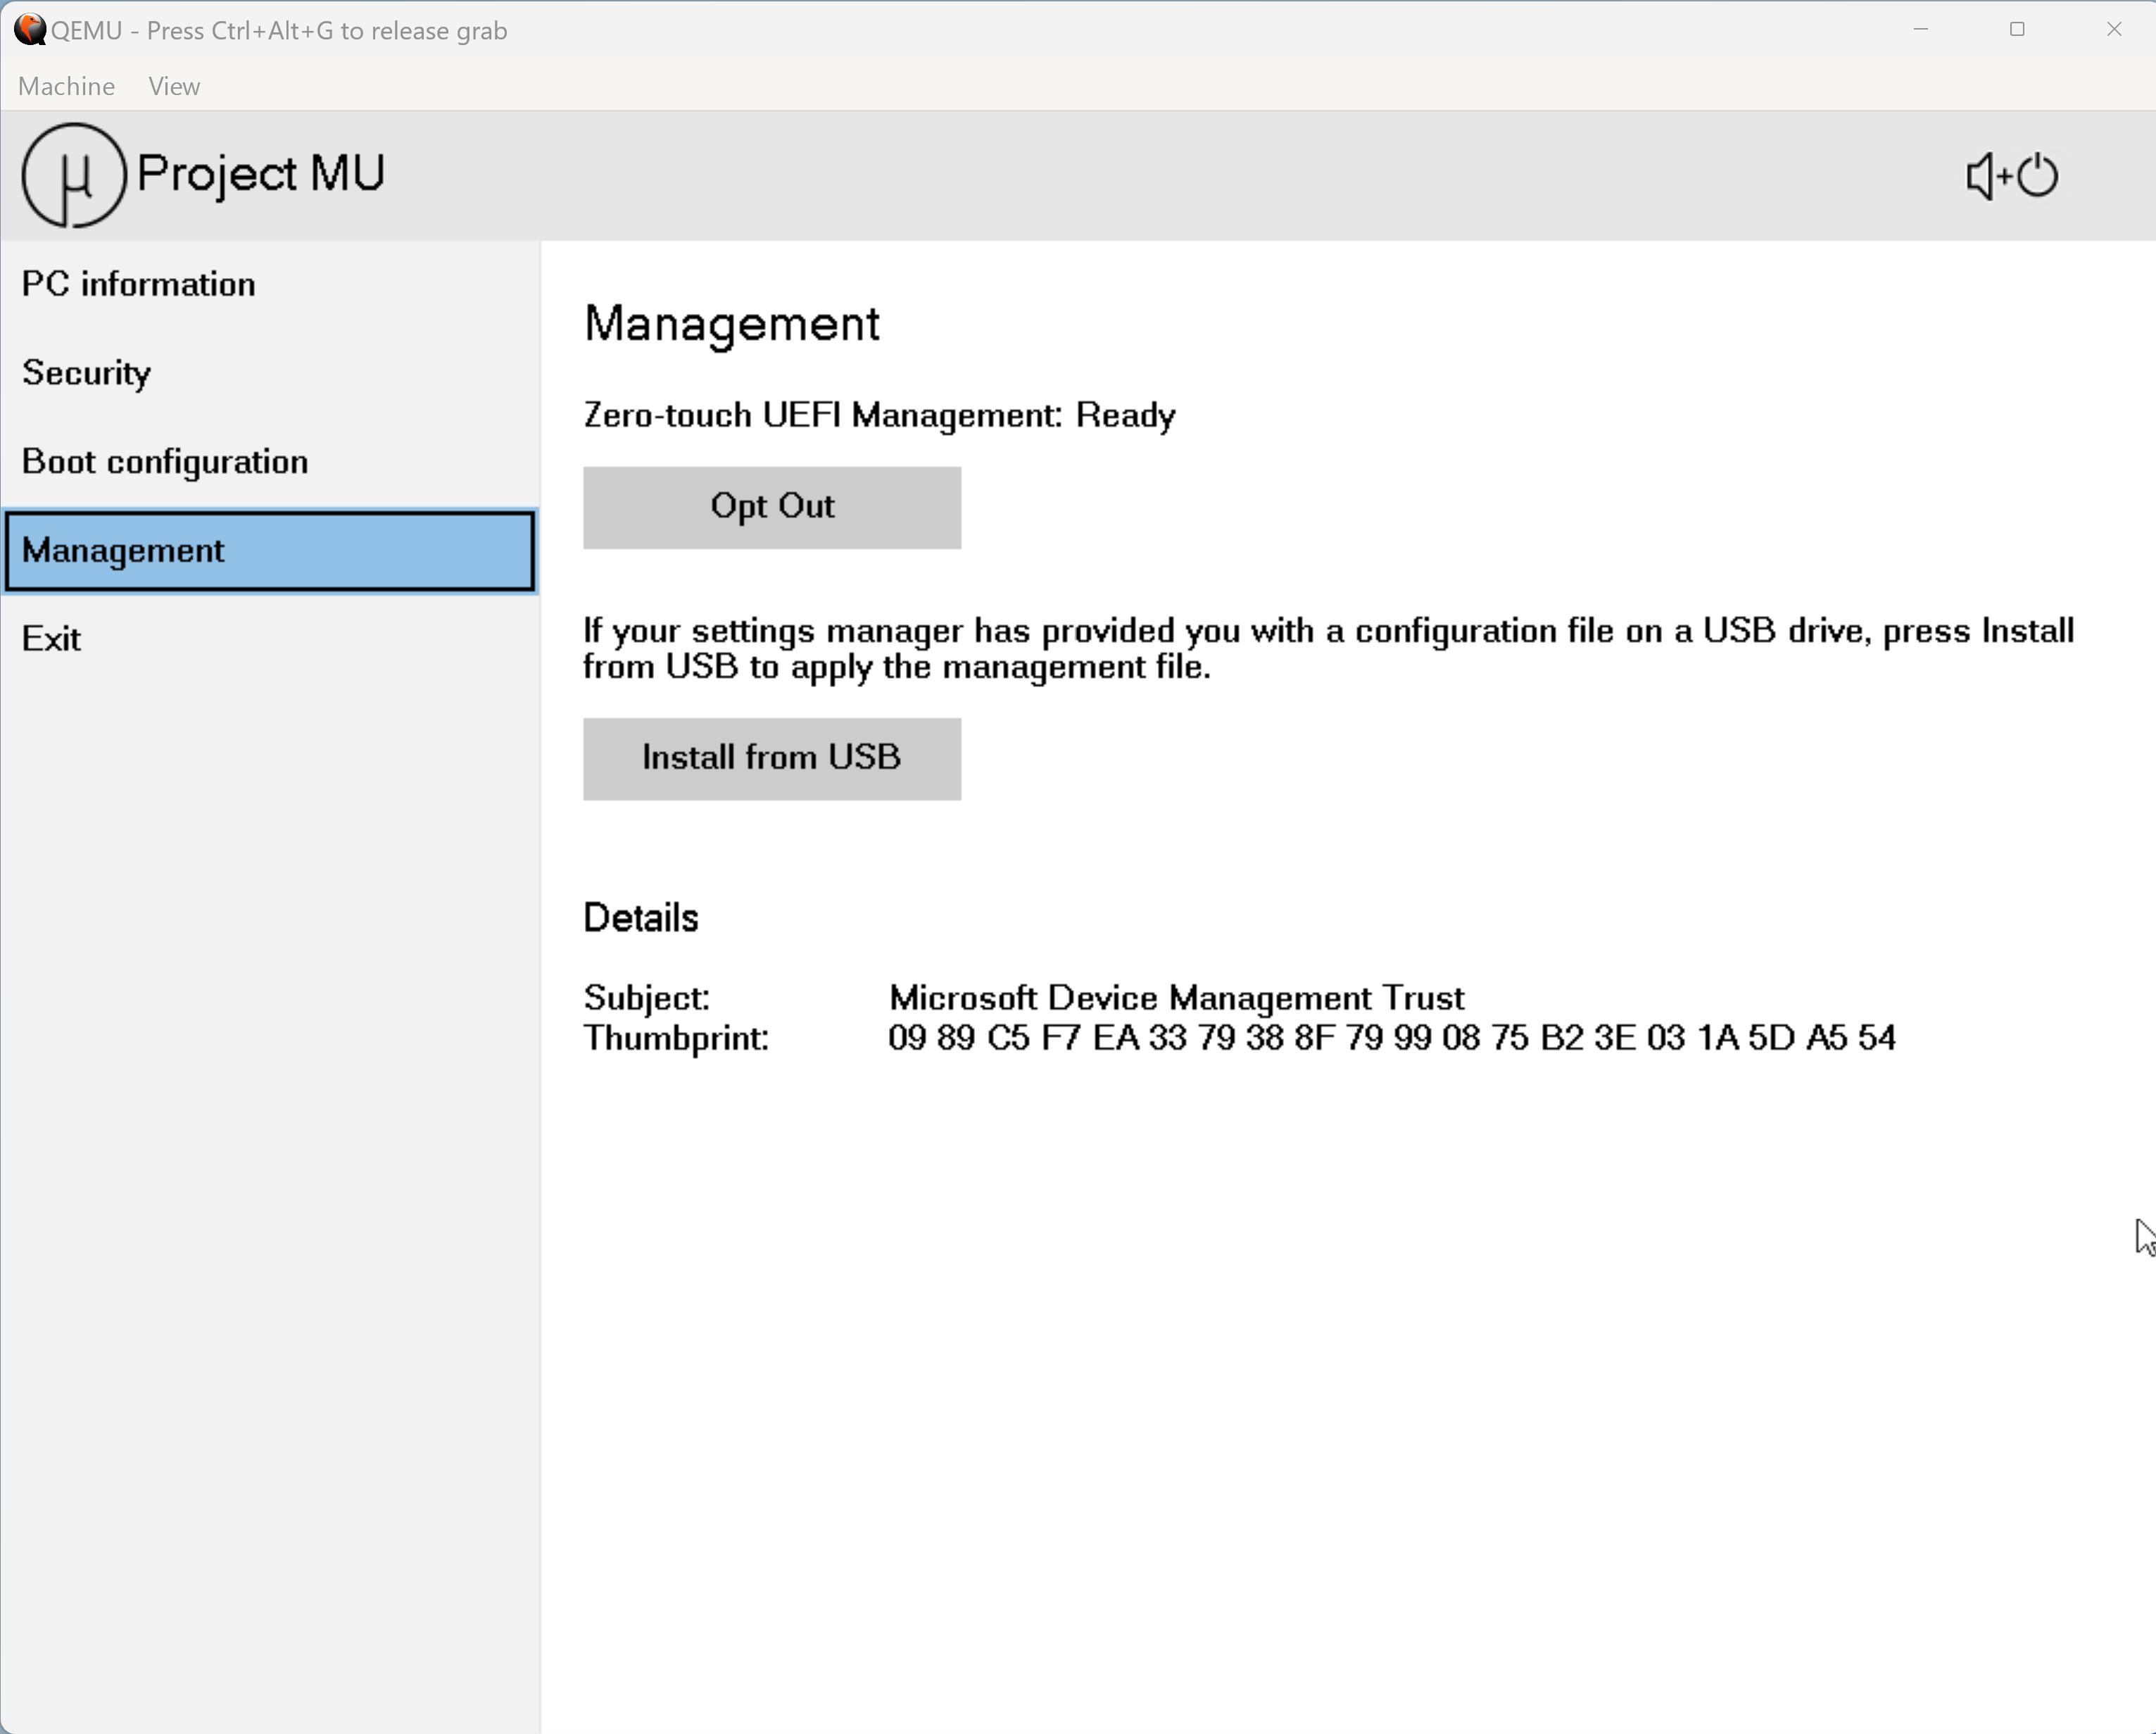 QEMU - Press Ctrl+Alt+G to release grab
Machine View
µ Project MU
PC information
Security
Boot configuration
Management
Exit
Management
Zero-touch UEFI Management: Ready
Opt Out
If your settings manager has provided you with a configuration file on a USB drive, press Install
from USB to apply the management file.
Install from USB
Details
Subject: Microsoft Device Management Trust
Thumbprint: 09 89 C5 F7 EA 33 79 38 8F 79 99 08 75 B2 3E 03 1A 5D A5 54